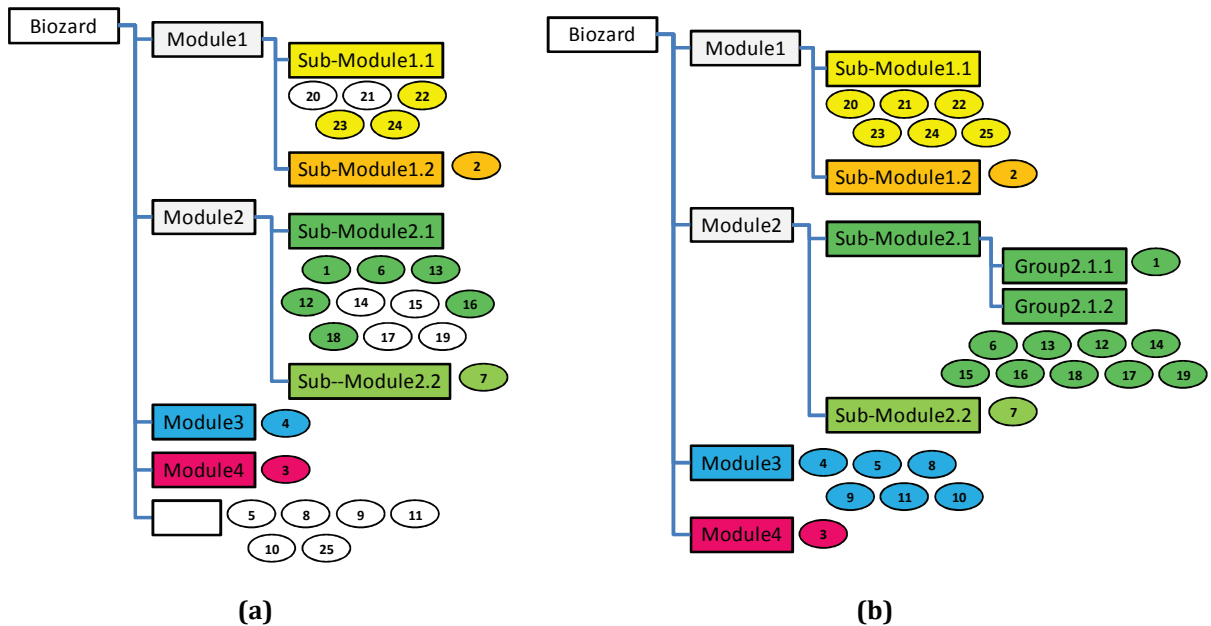 Biozard
Module1
Sub-Module1.1
20 21 22
23 24
Sub-Module1.2 2
Module2
Sub-Module2.1
1 6 13
12 14 15 16
18 17 19
Sub--Module2.2 7
Module3 4
Module4 3
5 8 9 11
10 25
(a)
Biozard
Module1
Sub-Module1.1
20 21 22
23 24 25
Sub-Module1.2 2
Module2
Sub-Module2.1
Group2.1.1 1
Group2.1.2
6 13 12 14
15 16 18 17 19
Sub-Module2.2 7
Module3 4 5 8
9 11 10
Module4 3
(b)